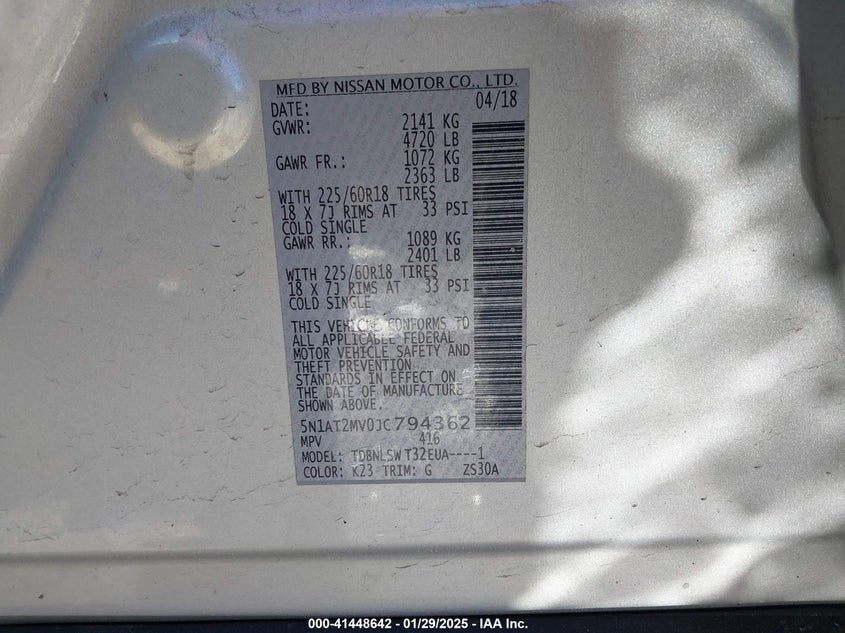 MFD BY NISSAN MOTOR CO., LTD.
DATE: 04/18
GVWR: 2141 KG
4720 LB
GAWR FR.: 1072 KG
2363 LB
WITH 225/60R18 TIRES
18 X 7J RIMS AT 33 PSI
COLD SINGLE
GAWR RR.: 1089 KG
2401 LB
WITH 225/60R18 TIRES
18 X 7J RIMS AT 33 PSI
COLD SINGLE
THIS VEHICLE CONFORMS TO
ALL APPLICABLE FEDERAL
MOTOR VEHICLE SAFETY AND
THEFT PREVENTION
STANDARDS IN EFFECT ON
THE DATE OF MANUFACTURE
SHOWN ABOVE.
5N1AT2MV0JC794362
MPV 416
MODEL: TDBNLSW T32EUA----1
COLOR: K23 TRIM: G ZS30A
000-41448642 - 01/29/2025 - IAA Inc.